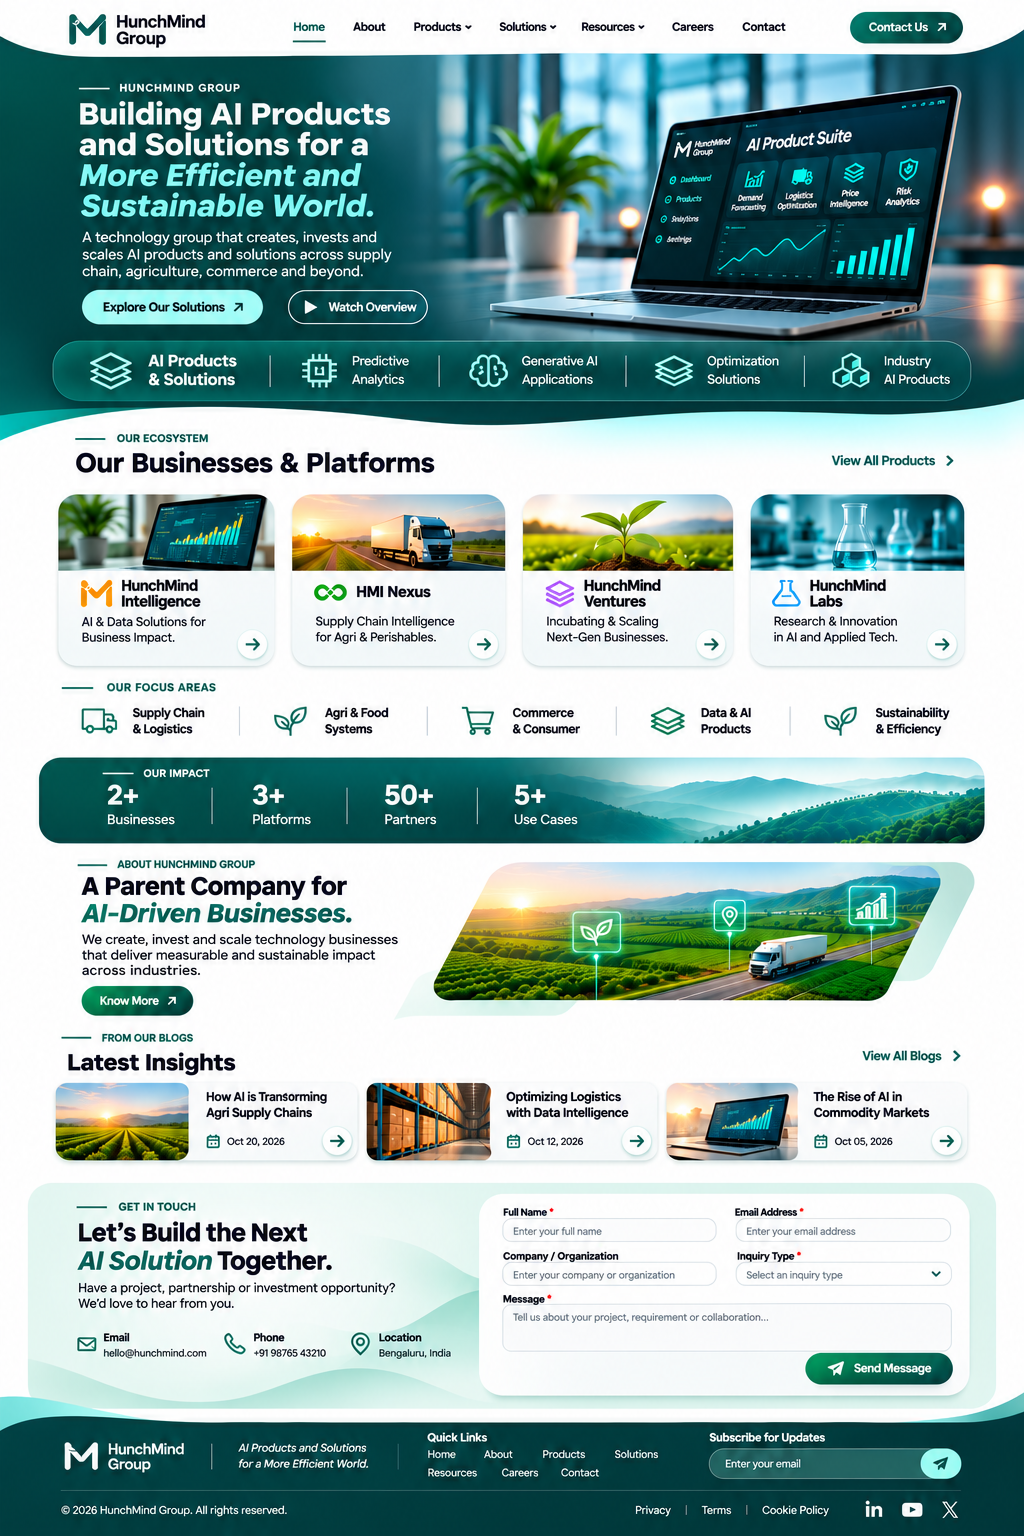 HunchMind
Group
Home
About
Products
Solutions
Resources
Careers
Contact
Contact Us
HUNCHMIND GROUP
Building AI Products
and Solutions for a
More Efficient and
Sustainable World.
A technology group that creates, invests and
scales AI products and solutions across supply
chain, agriculture, commerce and beyond.
Explore Our Solutions
Watch Overview
HunchMind
Group
AI Product Suite
Dashboard
Products
Demand
Forecasting
Logistics
Optimization
Price
Intelligence
Risk
Analytics
AI Products
& Solutions
Predictive
Analytics
Generative AI
Applications
Optimization
Solutions
Industry
AI Products
OUR ECOSYSTEM
Our Businesses & Platforms
View All Products
HunchMind
Intelligence
AI & Data Solutions for
Business Impact.
HMI Nexus
Supply Chain Intelligence
for Agri & Perishables.
HunchMind
Ventures
Incubating & Scaling
Next-Gen Businesses.
HunchMind
Labs
Research & Innovation
in AI and Applied Tech.
OUR FOCUS AREAS
Supply Chain
& Logistics
Agri & Food
Systems
Commerce
& Consumer
Data & AI
Products
Sustainability
& Efficiency
OUR IMPACT
2+
Businesses
3+
Platforms
50+
Partners
5+
Use Cases
ABOUT HUNCHMIND GROUP
A Parent Company for
AI-Driven Businesses.
We create, invest and scale technology businesses
that deliver measurable and sustainable impact
across industries.
Know More
FROM OUR BLOGS
Latest Insights
View All Blogs
How AI is Transforming
Agri Supply Chains
Oct 20, 2026
Optimizing Logistics
with Data Intelligence
Oct 12, 2026
The Rise of AI in
Commodity Markets
Oct 05, 2026
GET IN TOUCH
Let's Build the Next
AI Solution Together.
Have a project, partnership or investment opportunity?
We'd love to hear from you.
Email
hello@hunchmind.com
Phone
+91 98765 43210
Location
Bengaluru, India
Full Name *
Enter your full name
Email Address *
Enter your email address
Company / Organization
Enter your company or organization
Inquiry Type *
Select an inquiry type
Message *
Tell us about your project, requirement or collaboration...
Send Message
HunchMind
Group
AI Products and Solutions
for a More Efficient World.
Quick Links
Home
About
Products
Solutions
Resources
Careers
Contact
Subscribe for Updates
Enter your email
© 2026 HunchMind Group. All rights reserved.
Privacy
Terms
Cookie Policy